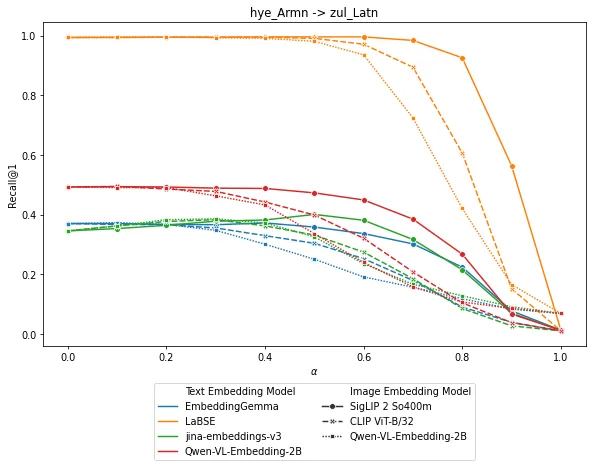 hye_Armn -> zul_Latn
Recall@1
1.0
0.8
0.6
0.4
0.2
0.0
0.0 0.2 0.4 0.6 0.8 1.0
α
Text Embedding Model Image Embedding Model
EmbeddingGemma SigLIP 2 So400m
LaBSE CLIP ViT-B/32
jina-embeddings-v3 Qwen-VL-Embedding-2B
Qwen-VL-Embedding-2B